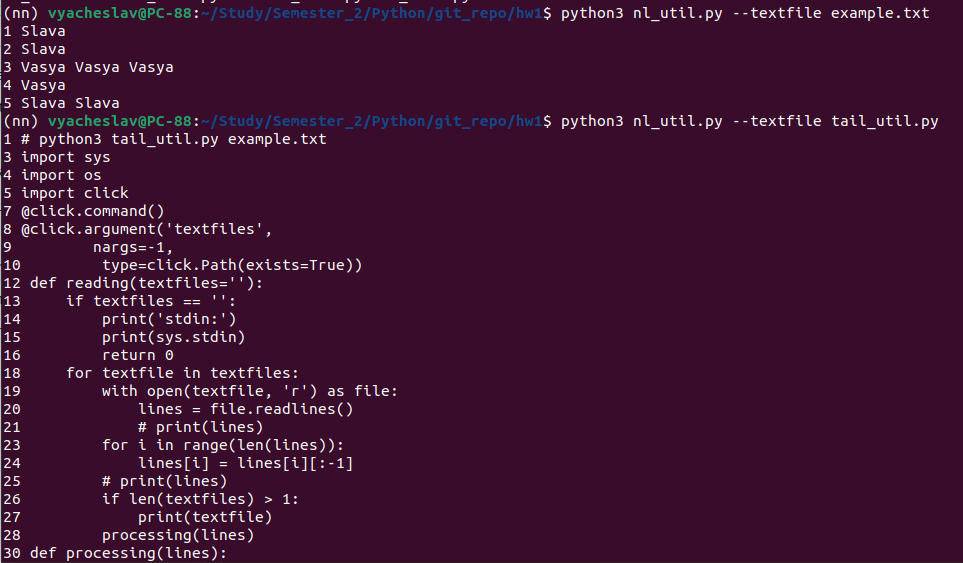 (nn) vyacheslav@PC-88:~/Study/Semester_2/Python/git_repo/hw1$ python3 nl_util.py --textfile example.txt
1 Slava
2 Slava
3 Vasya Vasya Vasya
4 Vasya
5 Slava Slava
(nn) vyacheslav@PC-88:~/Study/Semester_2/Python/git_repo/hw1$ python3 nl_util.py --textfile tail_util.py
1 # python3 tail_util.py example.txt
3 import sys
4 import os
5 import click
7 @click.command()
8 @click.argument('textfiles',
9         nargs=-1,
10         type=click.Path(exists=True))
12 def reading(textfiles=''):
13     if textfiles == '':
14         print('stdin:')
15         print(sys.stdin)
16         return 0
18     for textfile in textfiles:
19         with open(textfile, 'r') as file:
20             lines = file.readlines()
21             # print(lines)
23         for i in range(len(lines)):
24             lines[i] = lines[i][:-1]
25         # print(lines)
26         if len(textfiles) > 1:
27             print(textfile)
28         processing(lines)
30 def processing(lines):